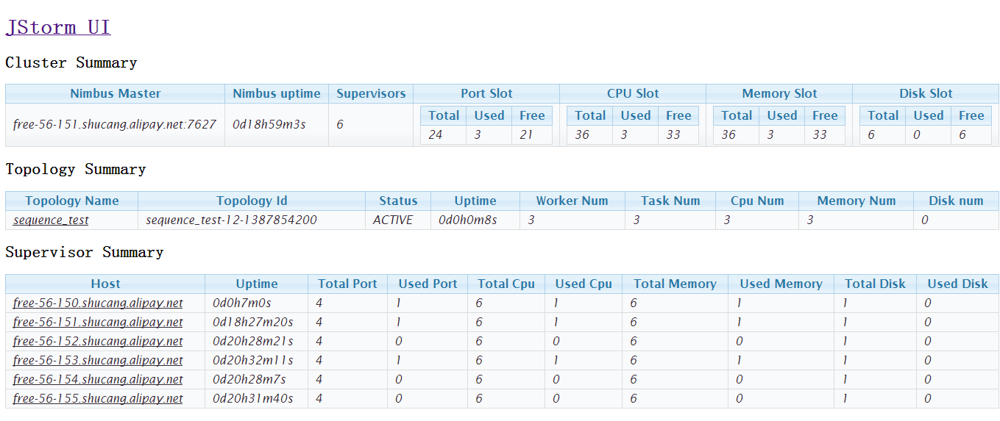 JStorm UI
Cluster Summary
Nimbus Master Nimbus uptime Supervisors Port Slot CPU Slot Memory Slot Disk Slot
Total Used Free Total Used Free Total Used Free Total Used Free
free-56-151.shucang.alipay.net:7627 0d18h59m3s 6 24 3 21 36 3 33 36 3 33 6 0 6
Topology Summary
Topology Name Topology Id Status Uptime Worker Num Task Num Cpu Num Memory Num Disk num
sequence_test sequence_test-12-1387854200 ACTIVE 0d0h0m8s 3 3 3 3 0
Supervisor Summary
Host Uptime Total Port Used Port Total Cpu Used Cpu Total Memory Used Memory Total Disk Used Disk
free-56-150.shucang.alipay.net 0d0h7m0s 4 1 6 1 6 1 1 0
free-56-151.shucang.alipay.net 0d18h27m20s 4 1 6 1 6 1 1 0
free-56-152.shucang.alipay.net 0d20h28m21s 4 0 6 0 6 0 1 0
free-56-153.shucang.alipay.net 0d20h32m11s 4 1 6 1 6 1 1 0
free-56-154.shucang.alipay.net 0d20h28m7s 4 0 6 0 6 0 1 0
free-56-155.shucang.alipay.net 0d20h31m40s 4 0 6 0 6 0 1 0